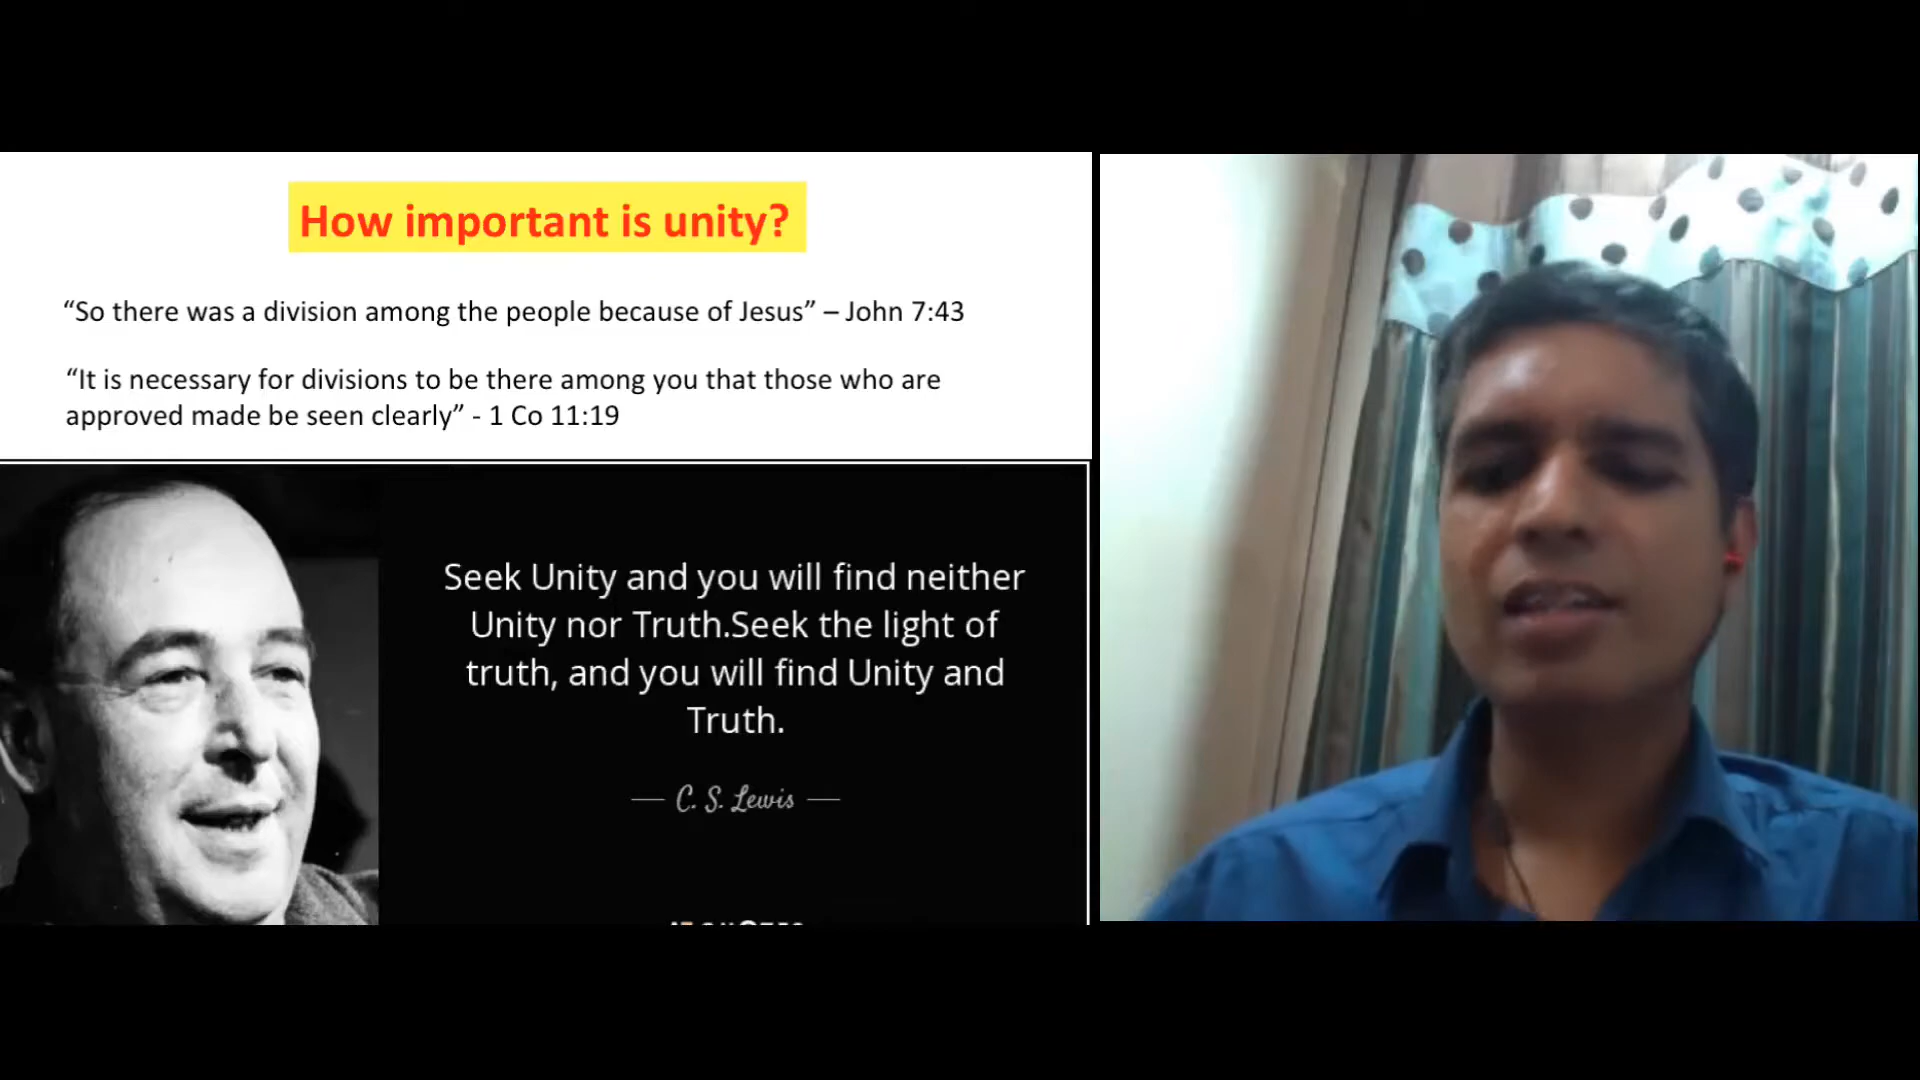 How important is unity?
“So there was a division among the people because of Jesus” – John 7:43
“It is necessary for divisions to be there among you that those who are
approved made be seen clearly” - 1 Co 11:19
Seek Unity and you will find neither
Unity nor Truth.Seek the light of
truth, and you will find Unity and
Truth.
— C. S. Lewis —